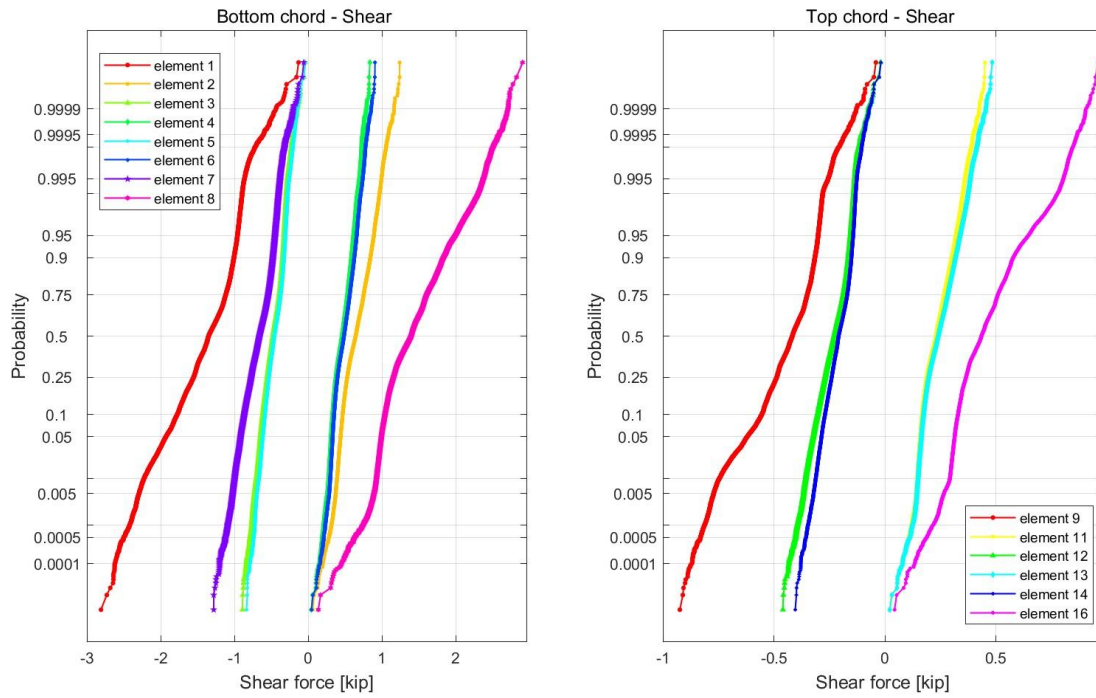 Bottom chord - Shear
element 1
element 2
element 3
element 4
element 5
element 6
element 7
element 8
0.9999
0.9995
0.995
0.95
0.9
0.75
0.5
0.25
0.1
0.05
0.005
0.0005
0.0001
Probability
-3
-2
-1
0
1
2
Shear force [kip]
Top chord - Shear
0.9999
0.9995
0.995
0.95
0.9
0.75
0.5
0.25
0.1
0.05
0.005
0.0005
0.0001
Probability
element 9
element 11
element 12
element 13
element 14
element 16
-1
-0.5
0
0.5
Shear force [kip]